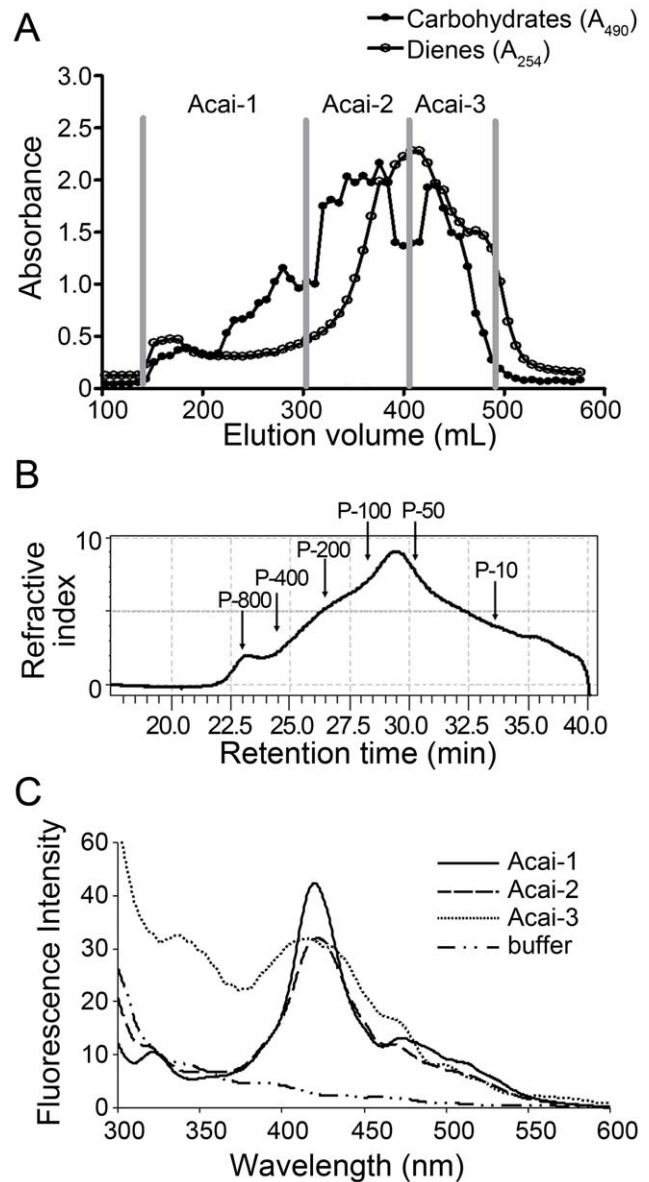 A
Carbohydrates (A490)
Dienes (A254)
Acai-1 Acai-2 Acai-3
3.0
2.5
2.0
1.5
1.0
0.5
0
Absorbance
100 200 300 400 500 600
Elution volume (mL)
B
P-100 P-50
P-200
P-400
P-800
P-10
10
0
Refractive
index
20.0 22.5 25.0 27.5 30.0 32.5 35.0 40.0
Retention time (min)
C
60
50
40
30
20
10
0
Fluorescence Intensity
Acai-1
Acai-2
Acai-3
buffer
300 350 400 450 500 550 600
Wavelength (nm)